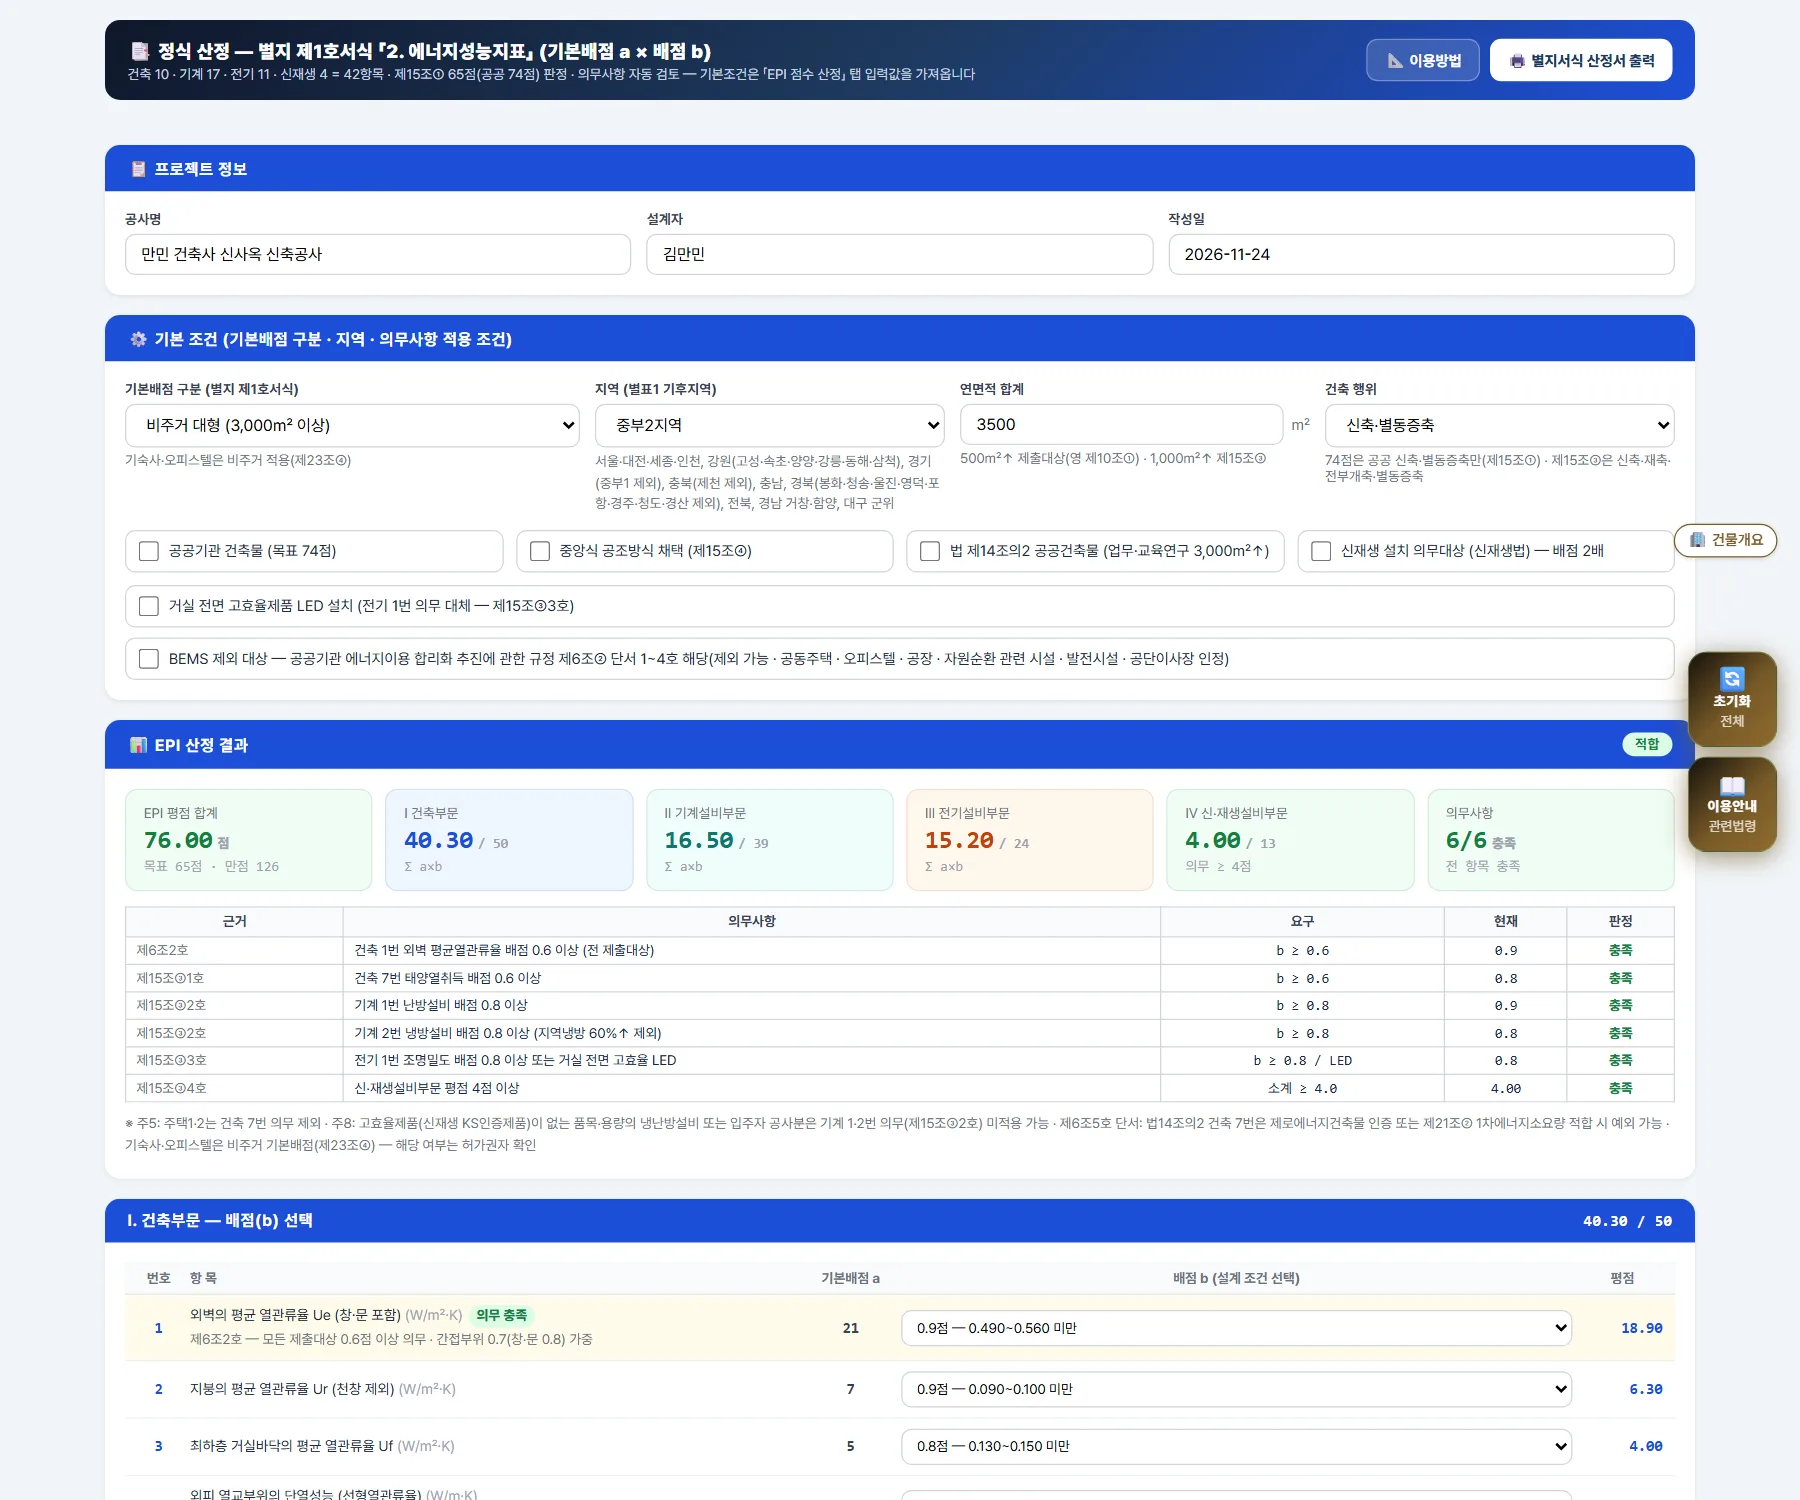 정식 산정 — 별지 제1호서식 「2. 에너지성능지표」 (기본배점 a × 배점 b)
건축 10 · 기계 17 · 전기 11 · 신재생 4 = 42항목 · 제15조① 65점(공공 74점) 판정 · 의무사항 자동 검토 — 기본조건은 「EPI 점수 산정」 탭 입력값을 가져옵니다
이용방법
별지서식 산정서 출력
프로젝트 정보
공사명
설계자
작성일
만민 건축사 신사옥 신축공사
김만민
2026-11-24
기본 조건 (기본배점 구분 · 지역 · 의무사항 적용 조건)
기본배점 구분 (별지 제1호서식)
지역 (별표1 기후지역)
연면적 합계
건축 행위
비주거 대형 (3,000m² 이상)
중부2지역
3500
m²
신축·별동증축
기숙사·오피스텔은 비주거 적용(제23조④)
서울·대전·세종·인천, 강원(고성·속초·양양·강릉·동해·삼척), 경기
(중부1 제외), 충북(제천 제외), 충남, 경북(봉화·청송·울진·영덕·포
항·경주·청도·경산 제외), 전북, 경남 거창·함양, 대구 군위
500m²↑ 제출대상(영 제10조①) · 1,000m²↑ 제15조③
74점은 공공 신축·별동증축만(제15조①) · 제15조③은 신축·재축·
전부개축·별동증축
공공기관 건축물 (목표 74점)
중앙식 공조방식 채택 (제15조④)
법 제14조의2 공공건축물 (업무·교육연구 3,000m²↑)
신재생 설치 의무대상 (신재생법) — 배점 2배
건물개요
거실 전면 고효율제품 LED 설치 (전기 1번 의무 대체 — 제15조③3호)
BEMS 제외 대상 — 공공기관 에너지이용 합리화 추진에 관한 규정 제6조② 단서 1~4호 해당(제외 가능 · 공동주택 · 오피스텔 · 공장 · 자원순환 관련 시설 · 발전시설 · 공단이사장 인정)
초기화
전체
이용안내
관련법령
EPI 산정 결과
적합
EPI 평점 합계
76.00 점
목표 65점 · 만점 126
I 건축부문
40.30 / 50
Σ a×b
II 기계설비부문
16.50 / 39
Σ a×b
III 전기설비부문
15.20 / 24
Σ a×b
IV 신·재생설비부문
4.00 / 13
의무 ≥ 4점
의무사항
6/6 충족
전 항목 충족
근거 의무사항 요구 현재 판정
제6조2호 건축 1번 외벽 평균열관류율 배점 0.6 이상 (전 제출대상) b ≥ 0.6 0.9 충족
제15조③1호 건축 7번 태양열취득 배점 0.6 이상 b ≥ 0.6 0.8 충족
제15조③2호 기계 1번 난방설비 배점 0.8 이상 b ≥ 0.8 0.9 충족
제15조③2호 기계 2번 냉방설비 배점 0.8 이상 (지역냉방 60%↑ 제외) b ≥ 0.8 0.8 충족
제15조③3호 전기 1번 조명밀도 배점 0.8 이상 또는 거실 전면 고효율 LED b ≥ 0.8 / LED 0.8 충족
제15조③4호 신·재생설비부문 평점 4점 이상 소계 ≥ 4.0 4.00 충족
※ 주5: 주택1·2는 건축 7번 의무 제외 · 주8: 고효율제품(신재생 KS인증제품)이 없는 품목·용량의 냉난방설비 또는 입주자 공사분은 기계 1·2번 의무(제15조③2호) 미적용 가능 · 제6조5호 단서: 법14조의2 건축 7번은 제로에너지건축물 인증 또는 제21조② 1차에너지소요량 적합 시 예외 가능 ·
기숙사·오피스텔은 비주거 기본배점(제23조④) — 해당 여부는 허가권자 확인
I. 건축부문 — 배점(b) 선택
40.30 / 50
번호 항 목 기본배점 a 배점 b (설계 조건 선택) 평점
1 외벽의 평균 열관류율 Ue (창·문 포함) (W/m²·K) 의무 충족 21 0.9점 — 0.490~0.560 미만 18.90
제6조2호 — 모든 제출대상 0.6점 이상 의무 · 간접부위 0.7(창·문 0.8) 가중
2 지붕의 평균 열관류율 Ur (천창 제외) (W/m²·K) 7 0.9점 — 0.090~0.100 미만 6.30
3 최하층 거실바닥의 평균 열관류율 Uf (W/m²·K) 5 0.8점 — 0.130~0.150 미만 4.00
외피 열교부위의 단열성능 (선형열관류율) (W/m·K)